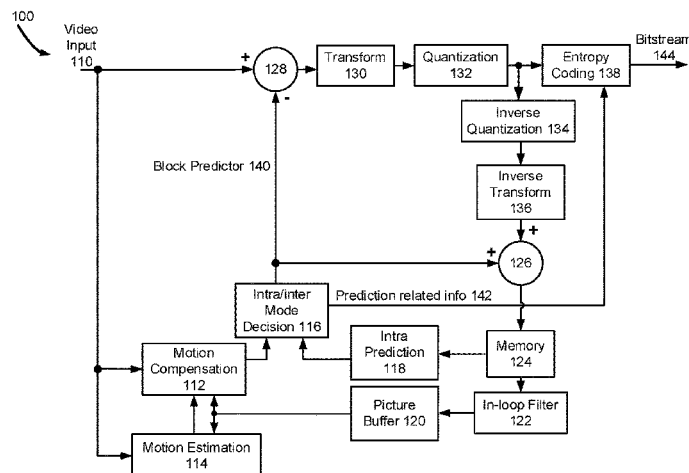 100
Video
Input
110
+
128
-
Transform
130
Quantization
132
Entropy
Coding 138
Bitstream
144
Inverse
Quantization 134
Block Predictor 140
Inverse
Transform
136
+
+
126
Intra/inter
Mode
Decision 116
Prediction related info 142
Motion
Compensation
112
Intra
Prediction
118
Memory
124
Picture
Buffer 120
In-loop Filter
122
Motion Estimation
114